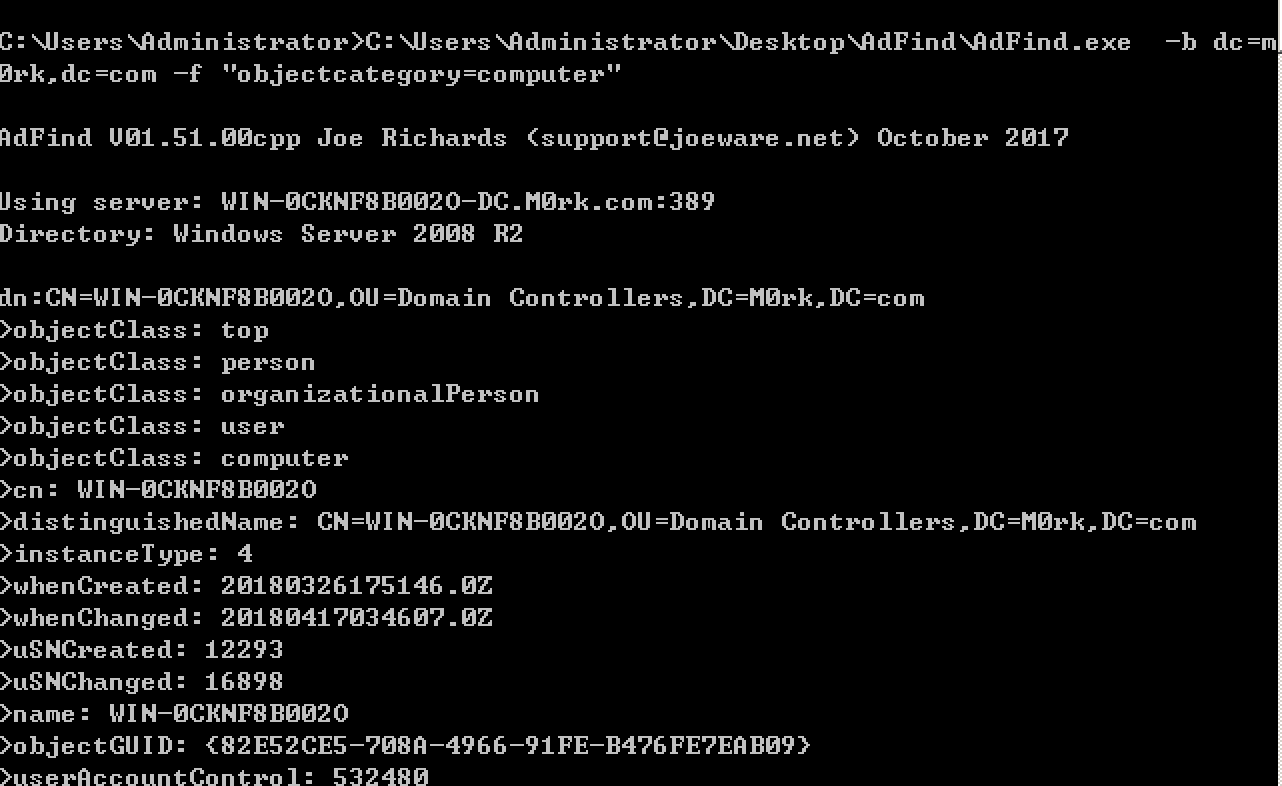 C:\Users\Administrator>C:\Users\Administrator\Desktop\AdFind\AdFind.exe  -b dc=m
0rk,dc=com -f "objectcategory=computer"
AdFind V01.51.00cpp Joe Richards (support@joeware.net) October 2017
Using server: WIN-0CKNF8B002O-DC.M0rk.com:389
Directory: Windows Server 2008 R2
dn:CN=WIN-0CKNF8B002O,OU=Domain Controllers,DC=M0rk,DC=com
>objectClass: top
>objectClass: person
>objectClass: organizationalPerson
>objectClass: user
>objectClass: computer
>cn: WIN-0CKNF8B002O
>distinguishedName: CN=WIN-0CKNF8B002O,OU=Domain Controllers,DC=M0rk,DC=com
>instanceType: 4
>whenCreated: 20180326175146.0Z
>whenChanged: 20180417034607.0Z
>uSNCreated: 12293
>uSNChanged: 16898
>name: WIN-0CKNF8B002O
>objectGUID: {82E52CE5-708A-4966-91FE-B476FE7EAB09}
>userAccountControl: 532480